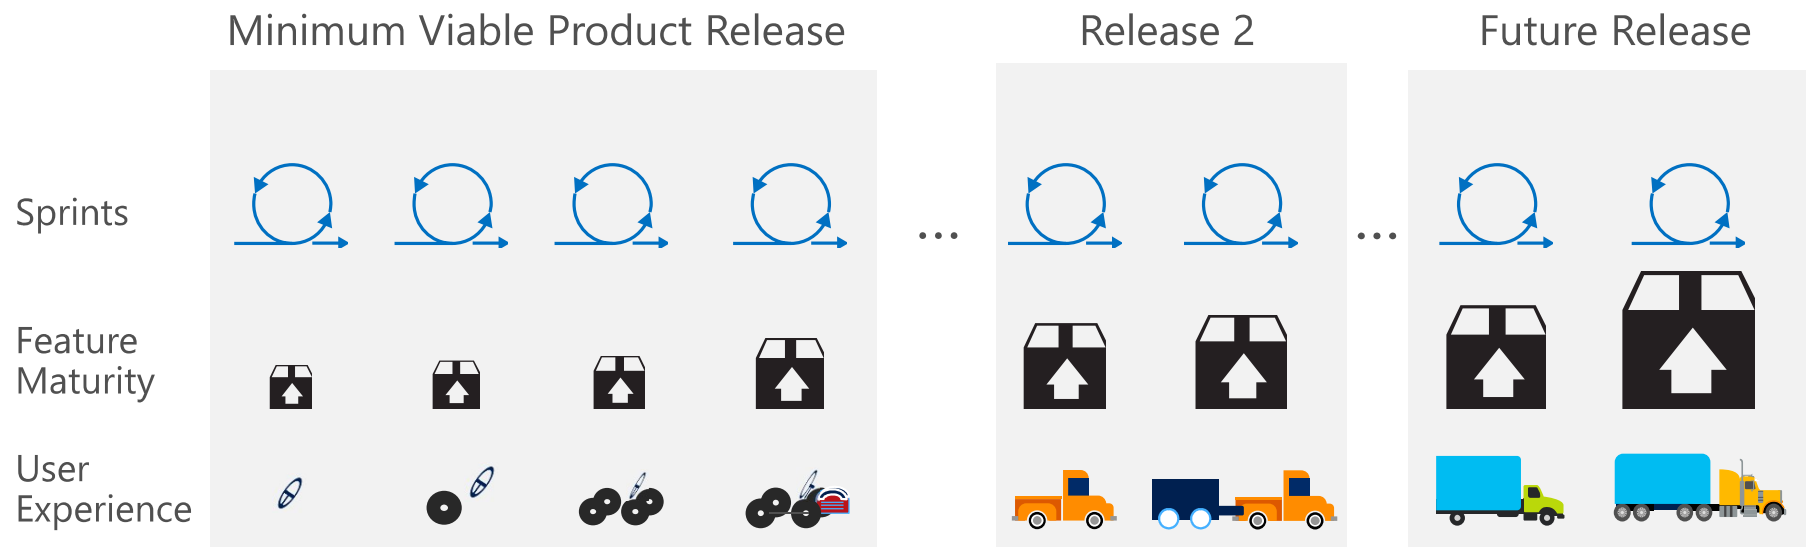 Minimum Viable Product Release
Release 2
Future Release
Sprints
...
...
Feature
Maturity
User
Experience